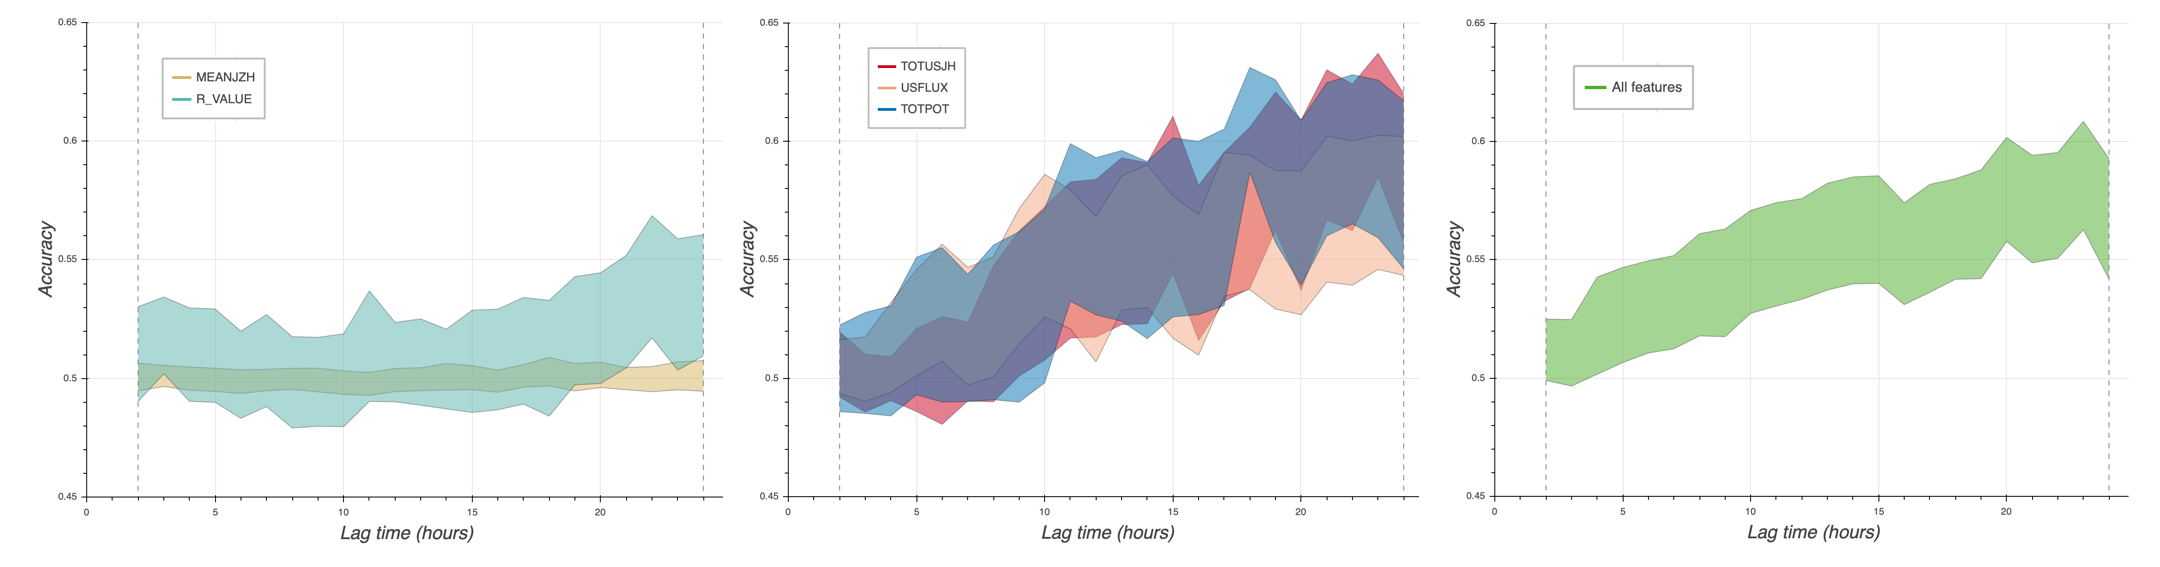 0.65
0.6
0.55
0.5
0.45
Accuracy
MEANJZH
R_VALUE
0 5 10 15 20
Lag time (hours)
0.65
0.6
0.55
0.5
0.45
Accuracy
TOTUSJH
USFLUX
TOTPOT
0 5 10 15 20
Lag time (hours)
0.65
0.6
0.55
0.5
0.45
Accuracy
All features
0 5 10 15 20
Lag time (hours)